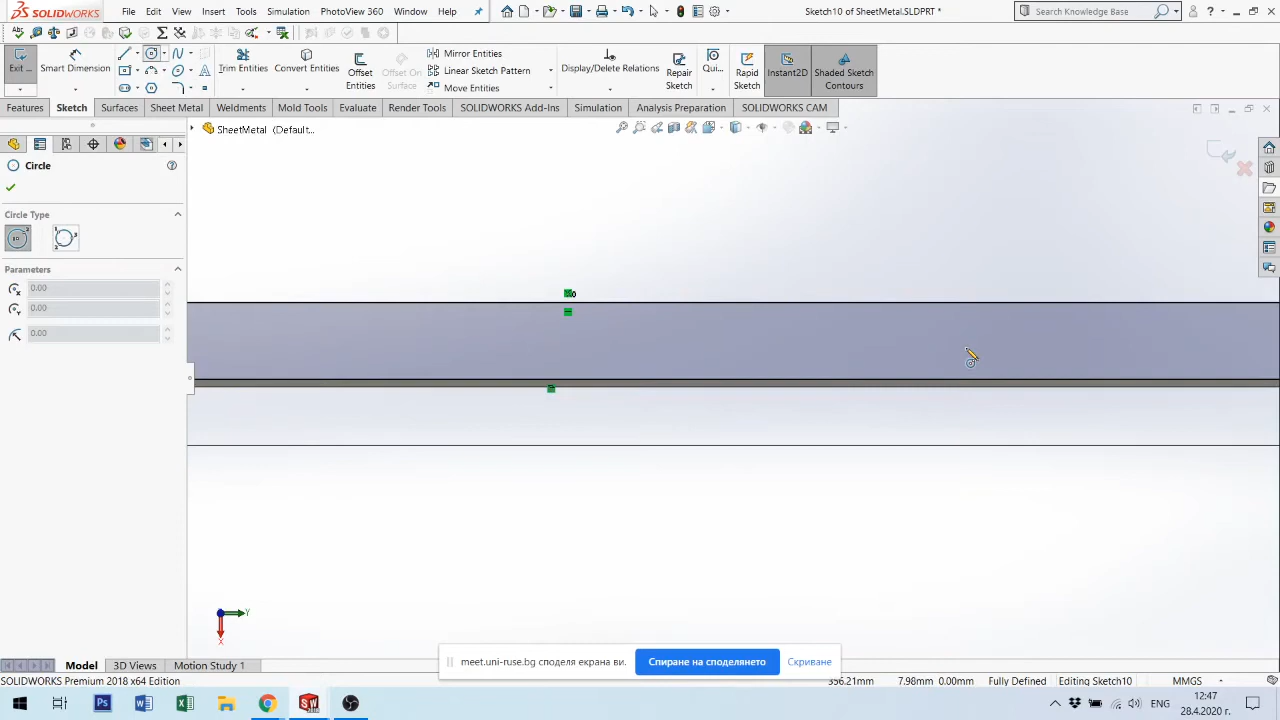 SOLIDWORKS
File Edit View Insert Tools Simulation PhotoView 360 Window Help
Sketch10 of SheetMetal.SLDPRT *
Search Knowledge Base
Exit ...
Smart Dimension
Trim Entities
Convert Entities
Offset Entities
Offset On Surface
Mirror Entities
Linear Sketch Pattern
Move Entities
Display/Delete Relations
Repair Sketch
Qui...
Rapid Sketch
Instant2D
Shaded Sketch Contours
Features Sketch Surfaces Sheet Metal Weldments Mold Tools Evaluate Render Tools SOLIDWORKS Add-Ins Simulation Analysis Preparation SOLIDWORKS CAM
SheetMetal (Default...
Circle
Circle Type
Parameters
0.00
0.00
0.00
Y
X
meet.uni-ruse.bg споделя екрана ви. Спиране на споделянето Скриване
Model 3D Views Motion Study 1
SOLIDWORKS Premium 2018 x64 Edition
356.21mm 7.98mm 0.00mm Fully Defined Editing Sketch10 MMGS
ENG
12:47
28.4.2020 г.